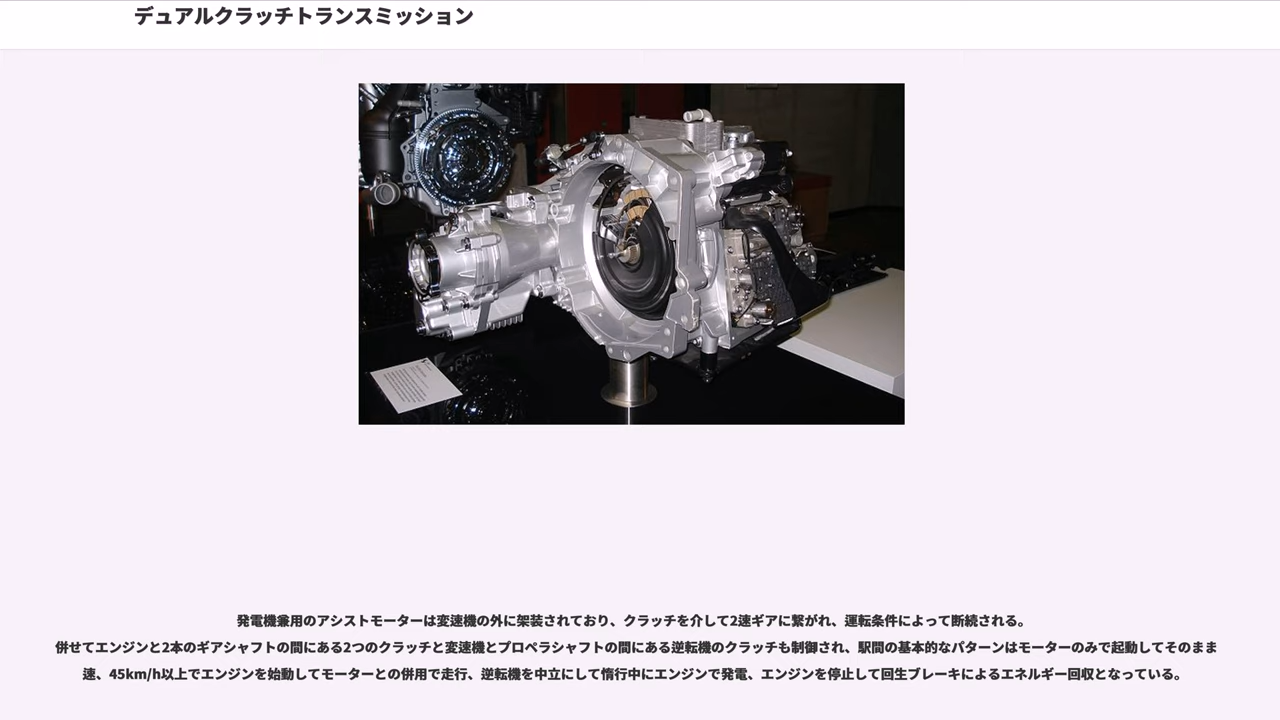 デュアルクラッチトランスミッション
発電機兼用のアシストモーターは変速機の外に架装されており、クラッチを介して2速ギアに繋がれ、運転条件によって断続される。
併せてエンジンと2本のギアシャフトの間にある2つのクラッチと変速機とプロペラシャフトの間にある逆転機のクラッチも制御され、駅間の基本的なパターンはモーターのみで起動してそのまま
速、45km/h以上でエンジンを始動してモーターとの併用で走行、逆転機を中立にして惰行中にエンジンで発電、エンジンを停止して回生ブレーキによるエネルギー回収となっている。